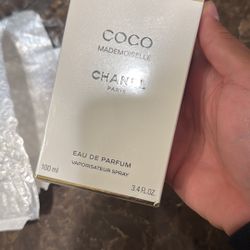 COCO
MADEMOISELLE
CHANEL
PARIS
EAU DE PARFUM
VAPORISATEUR SPRAY
100 ml
3.4 FL.OZ